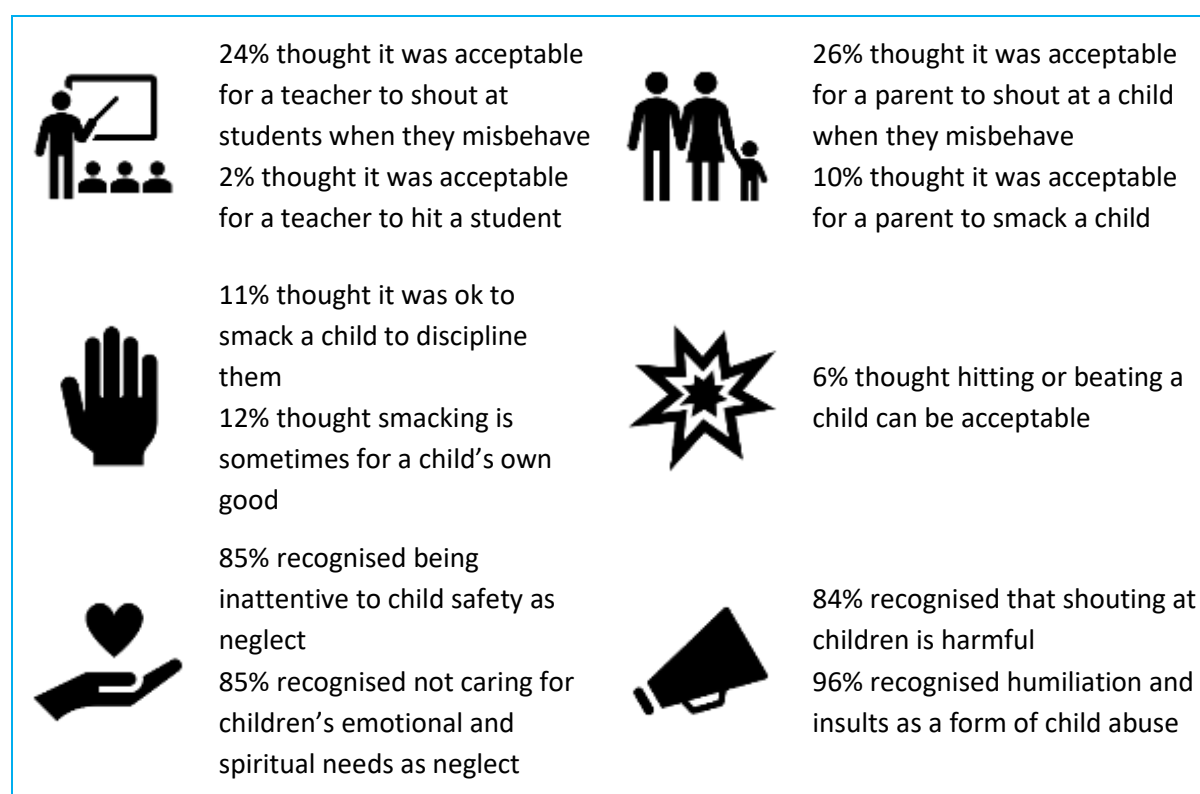 24% thought it was acceptable
for a teacher to shout at
students when they misbehave
2% thought it was acceptable
for a teacher to hit a student
26% thought it was acceptable
for a parent to shout at a child
when they misbehave
10% thought it was acceptable
for a parent to smack a child
11% thought it was ok to
smack a child to discipline
them
12% thought smacking is
sometimes for a child’s own
good
6% thought hitting or beating a
child can be acceptable
85% recognised being
inattentive to child safety as
neglect
85% recognised not caring for
children’s emotional and
spiritual needs as neglect
84% recognised that shouting at
children is harmful
96% recognised humiliation and
insults as a form of child abuse